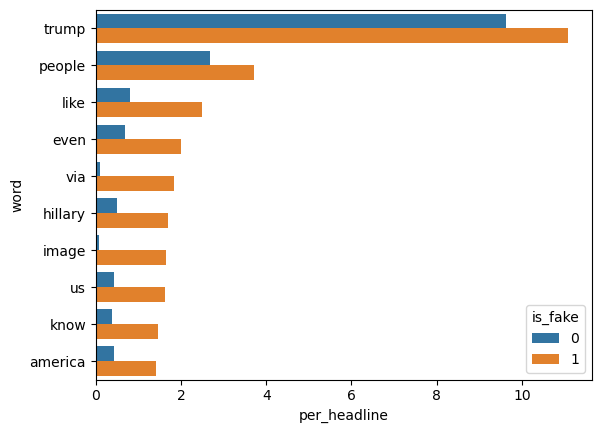 trump
people
like
even
via
hillary
image
us
know
america
word
0 2 4 6 8 10
per_headline
is_fake
0
1